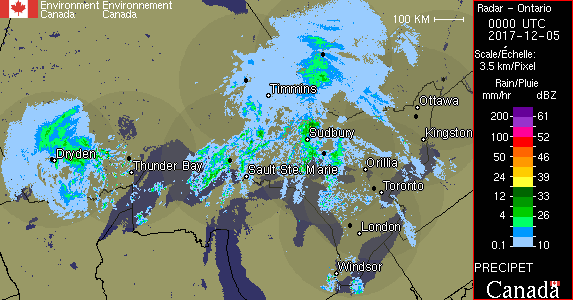 Environment Environnement
Canada Canada
100 KM
Timmins
Ottawa
Sudbury
Kingston
Dryden
Thunder Bay
Sault Ste. Marie
Orillia
Toronto
London
Windsor
Radar - Ontario
0000 UTC
2017-12-05
Scale/Échelle:
3.5 km/Pixel
Rain/Pluie
mm/hr dBZ
200 61
100 52
50 46
24 39
12 33
4 26
0.1 10
PRECIPET
Canada